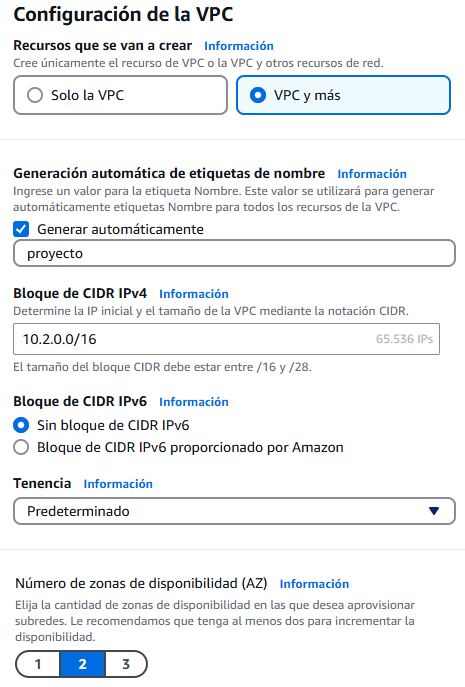 Configuración de la VPC
Recursos que se van a crear Información
Cree únicamente el recurso de VPC o la VPC y otros recursos de red.
Solo la VPC VPC y más
Generación automática de etiquetas de nombre Información
Ingrese un valor para la etiqueta Nombre. Este valor se utilizará para generar
automáticamente etiquetas Nombre para todos los recursos de la VPC.
Generar automáticamente
proyecto
Bloque de CIDR IPv4 Información
Determine la IP inicial y el tamaño de la VPC mediante la notación CIDR.
10.2.0.0/16 65.536 IPs
El tamaño del bloque CIDR debe estar entre /16 y /28.
Bloque de CIDR IPv6 Información
Sin bloque de CIDR IPv6
Bloque de CIDR IPv6 proporcionado por Amazon
Tenencia Información
Predeterminado
Número de zonas de disponibilidad (AZ) Información
Elija la cantidad de zonas de disponibilidad en las que desea aprovisionar
subredes. Le recomendamos que tenga al menos dos para incrementar la
disponibilidad.
1 2 3